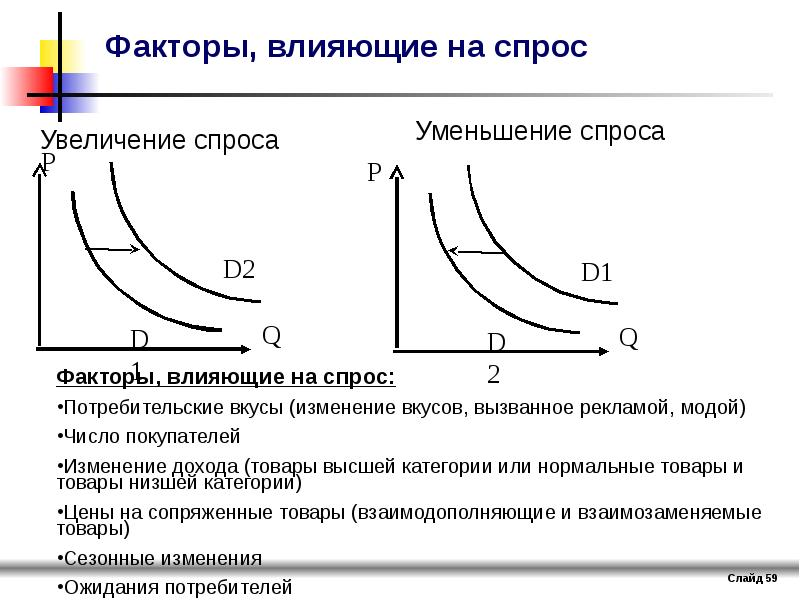 Факторы, влияющие на спрос
Увеличение спроса
Уменьшение спроса
P
D2
D
1
Q
P
D1
D
2
Q
Факторы, влияющие на спрос:
•Потребительские вкусы (изменение вкусов, вызванное рекламой, модой)
•Число покупателей
•Изменение дохода (товары высшей категории или нормальные товары и
товары низшей категории)
•Цены на сопряженные товары (взаимодополняющие и взаимозаменяемые
товары)
•Сезонные изменения
•Ожидания потребителей
Слайд 59